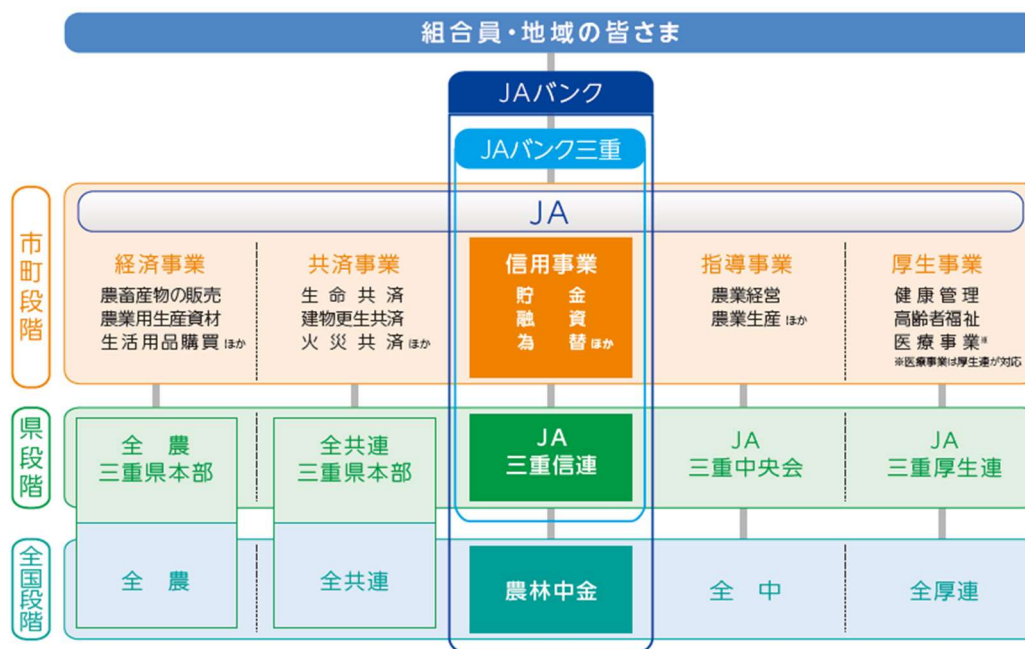 組合員・地域の皆さま
JAバンク
JAバンク三重
市町段階
JA
経済事業
農畜産物の販売
農業用生産資材
生活用品購買 ほか
共済事業
生命共済
建物更生共済
火災共済 ほか
信用事業
貯金
融資
為替 ほか
指導事業
農業経営
農業生産 ほか
厚生事業
健康管理
高齢者福祉
医療事業※
※医療事業は厚生連が対応
県段階
全農
三重県本部
全共連
三重県本部
JA
三重信連
JA
三重中央会
JA
三重厚生連
全国段階
全農
全共連
農林中金
全中
全厚連